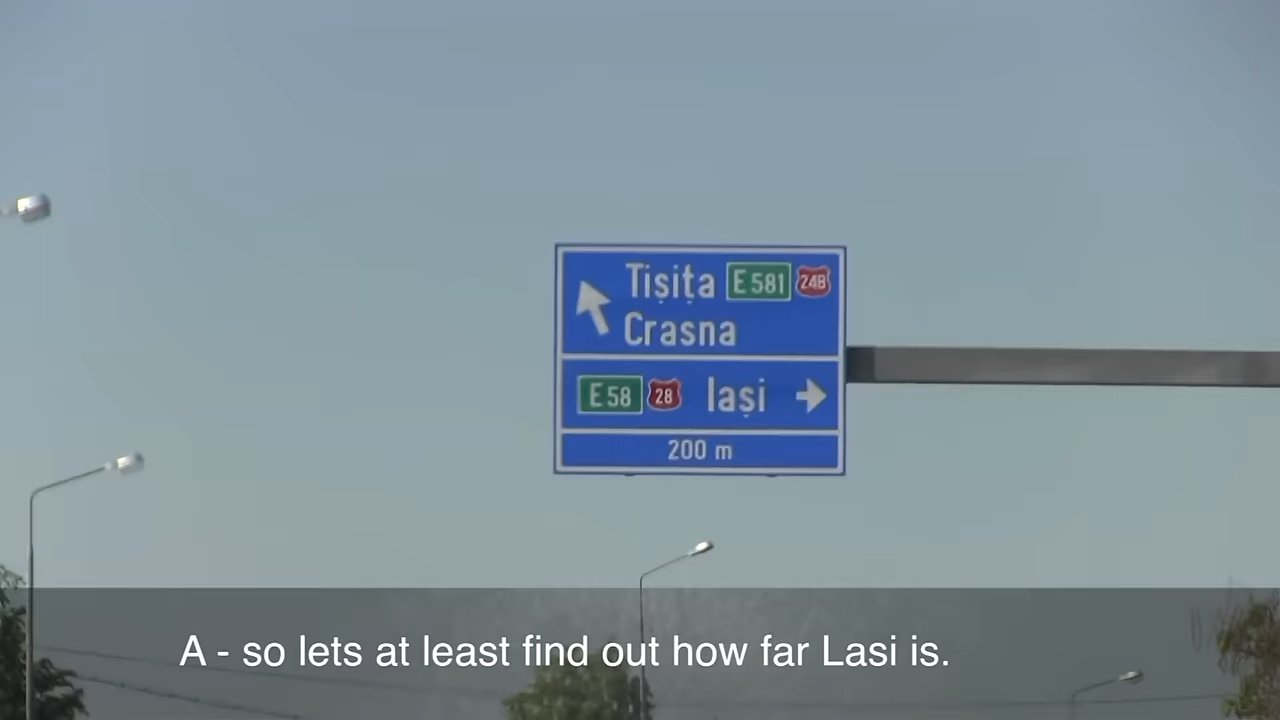 Tișița E 581 24B
Crasna
E 58 28 Iași
200 m
A - so lets at least find out how far Lasi is.